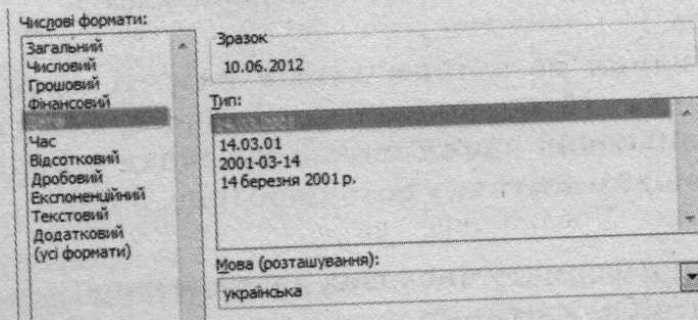 Числові формати:
Загальний
Числовий
Грошовий
Фінансовий
Час
Відсотковий
Дробовий
Експоненційний
Текстовий
Додатковий
(усі формати)
Зразок
10.06.2012
Тип:
14.03.01
2001-03-14
14 березня 2001 р.
Мова (розташування):
українська